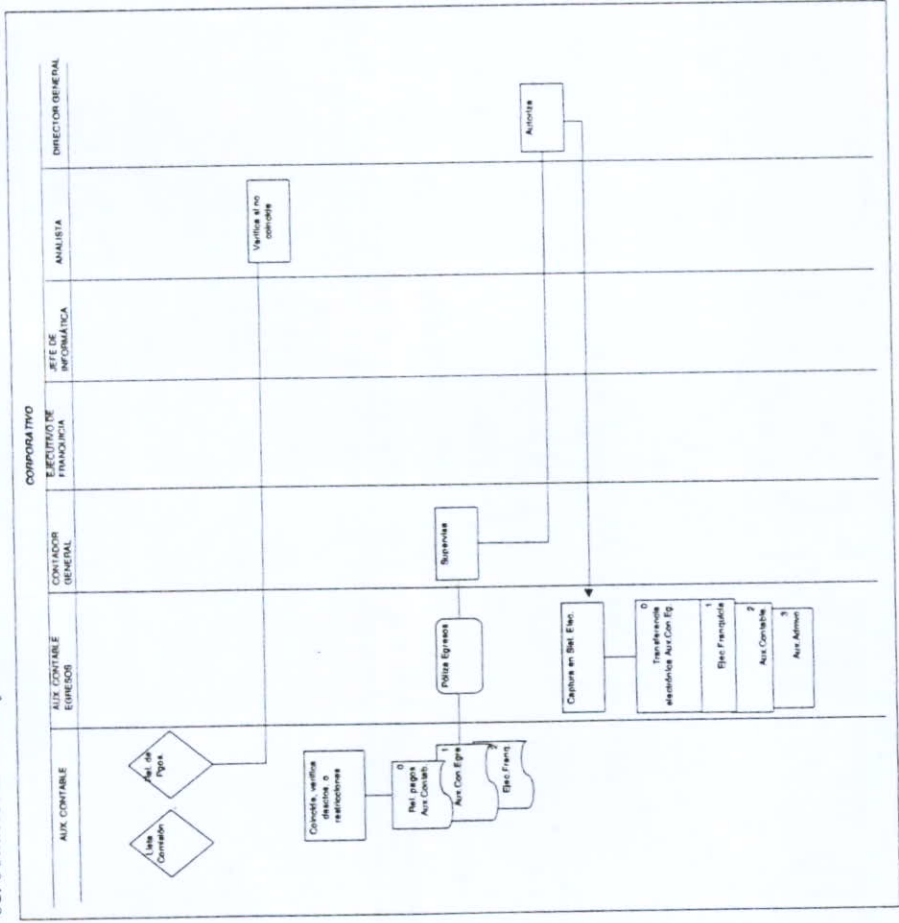 CORPORATIVO
AUX. CONTABLE
AUX. CONTABLE
EGRESOS
CONTADOR
GENERAL
EJECUTIVO DE
FRANQUICIA
JEFE DE
INFORMÁTICA
ANALISTA
DIRECTOR GENERAL
Lista
Comisión
Rel. de
Pgos.
Verifica si no
coincide
Coincide, verifica
desctos. o
restricciones
0
Rel. pagos
Aux.Contab.
1
Aux.Con.Egre
2
Ejec.Franq.
Póliza Egresos
Supervisa
Autoriza
Captura en Sist. Elec.
0
Transferencia
electrónica Aux.Con.Eg.
1
Ejec.Franquicia
2
Aux.Contable.
3
Aux.Admvo